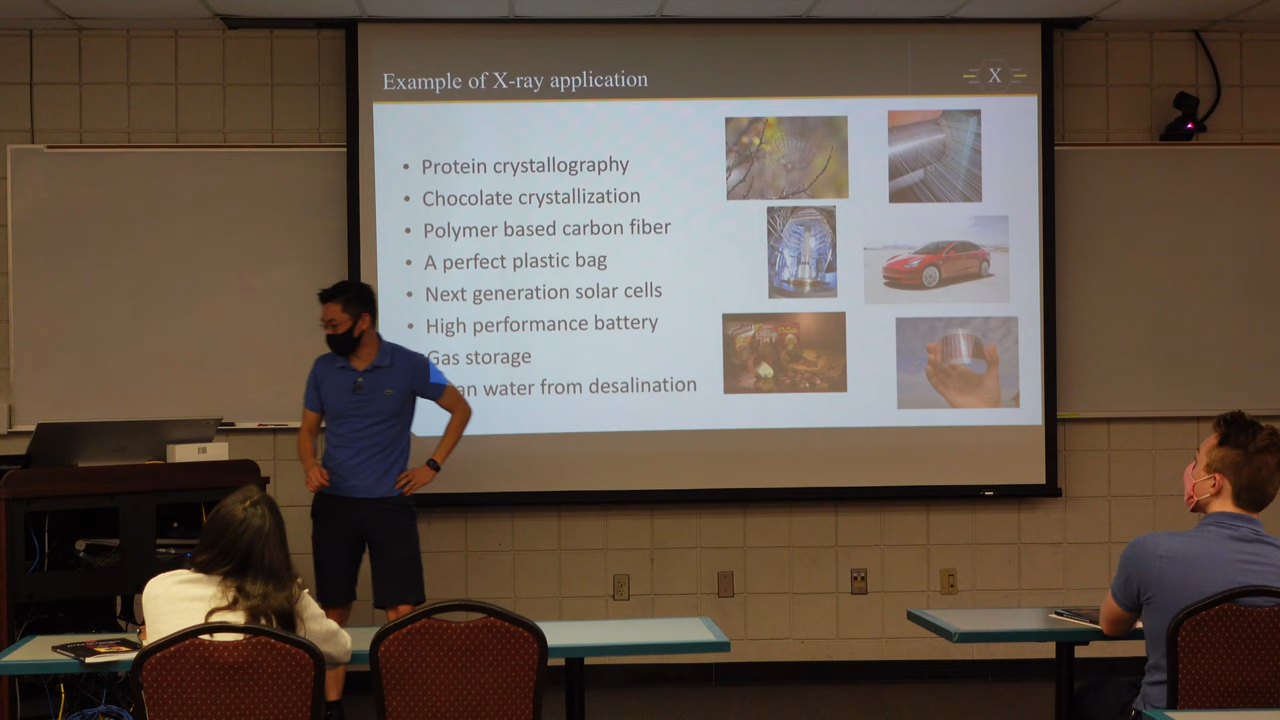 Example of X-ray application
X
• Protein crystallography
• Chocolate crystallization
• Polymer based carbon fiber
• A perfect plastic bag
• Next generation solar cells
• High performance battery
Gas storage
an water from desalination